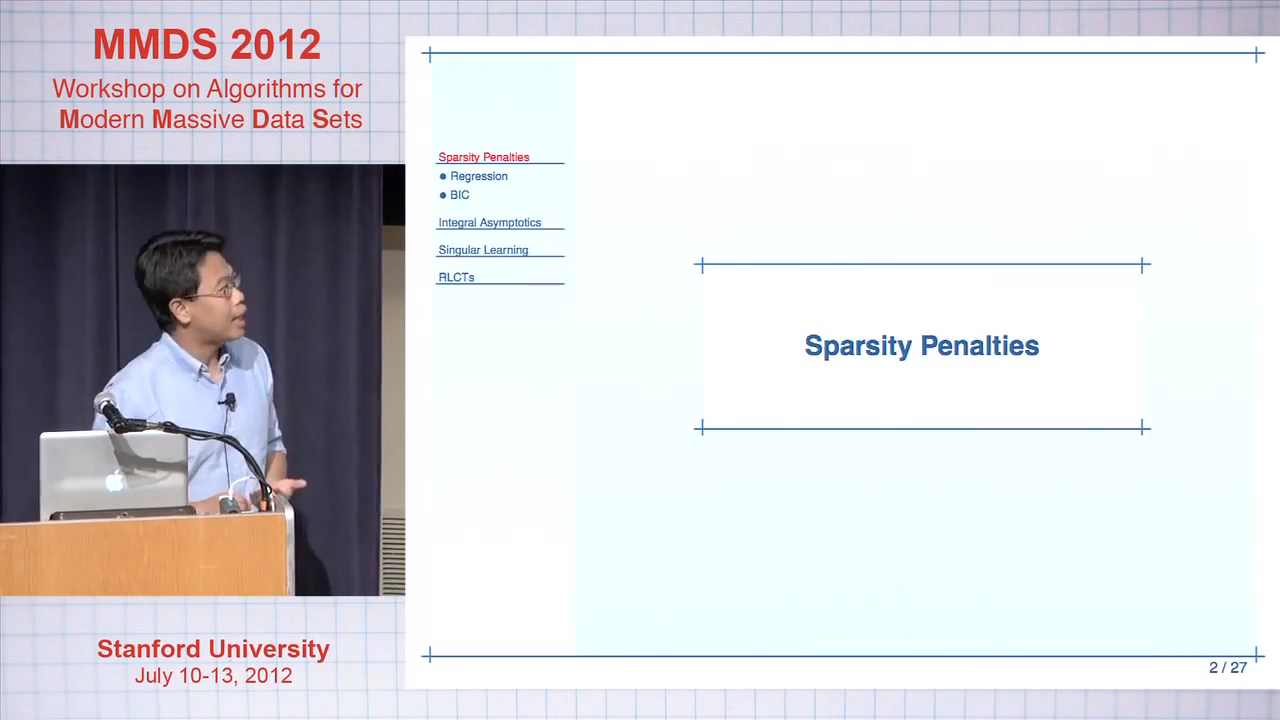 MMDS 2012
Workshop on Algorithms for
Modern Massive Data Sets
Sparsity Penalties
Regression
BIC
Integral Asymptotics
Singular Learning
RLCTs
Sparsity Penalties
Stanford University
July 10-13, 2012
2 / 27